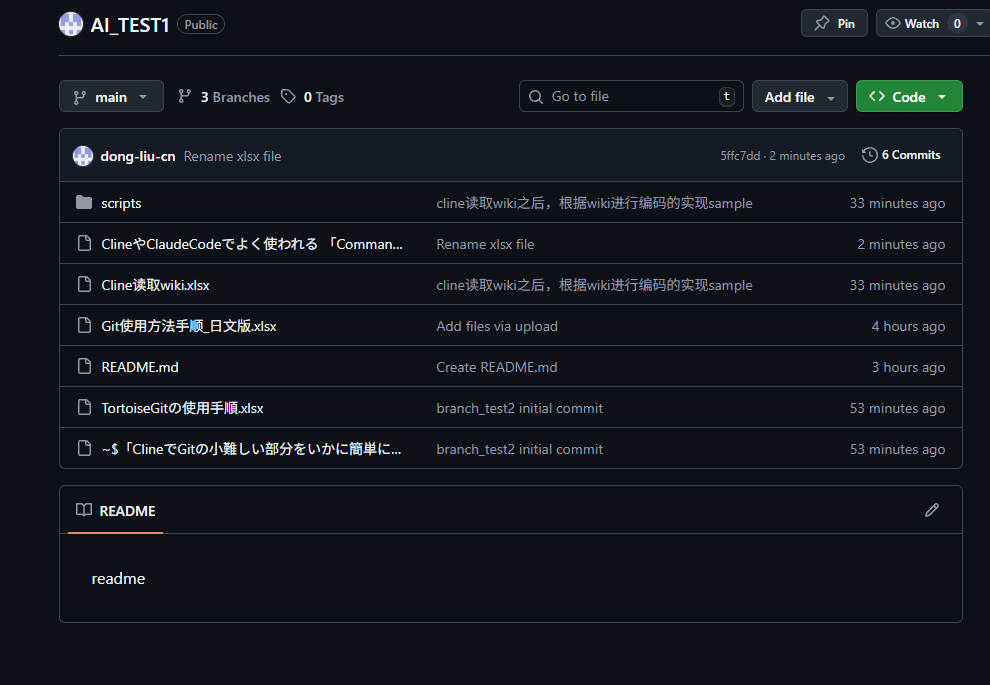 AI_TEST1 Public Pin Watch 0
main 3 Branches 0 Tags Go to file t Add file Code
dong-liu-cn Rename xlsx file 5ffc7dd · 2 minutes ago 6 Commits
scripts cline读取wiki之后，根据wiki进行编码的实现sample 33 minutes ago
ClineやClaudeCodeでよく使われる 「Comman... Rename xlsx file 2 minutes ago
Cline读取wiki.xlsx cline读取wiki之后，根据wiki进行编码的实现sample 33 minutes ago
Git使用方法手顺_日文版.xlsx Add files via upload 4 hours ago
README.md Create README.md 3 hours ago
TortoiseGitの使用手順.xlsx branch_test2 initial commit 53 minutes ago
~$「ClineでGitの小難しい部分をいかに簡単に... branch_test2 initial commit 53 minutes ago
README
readme